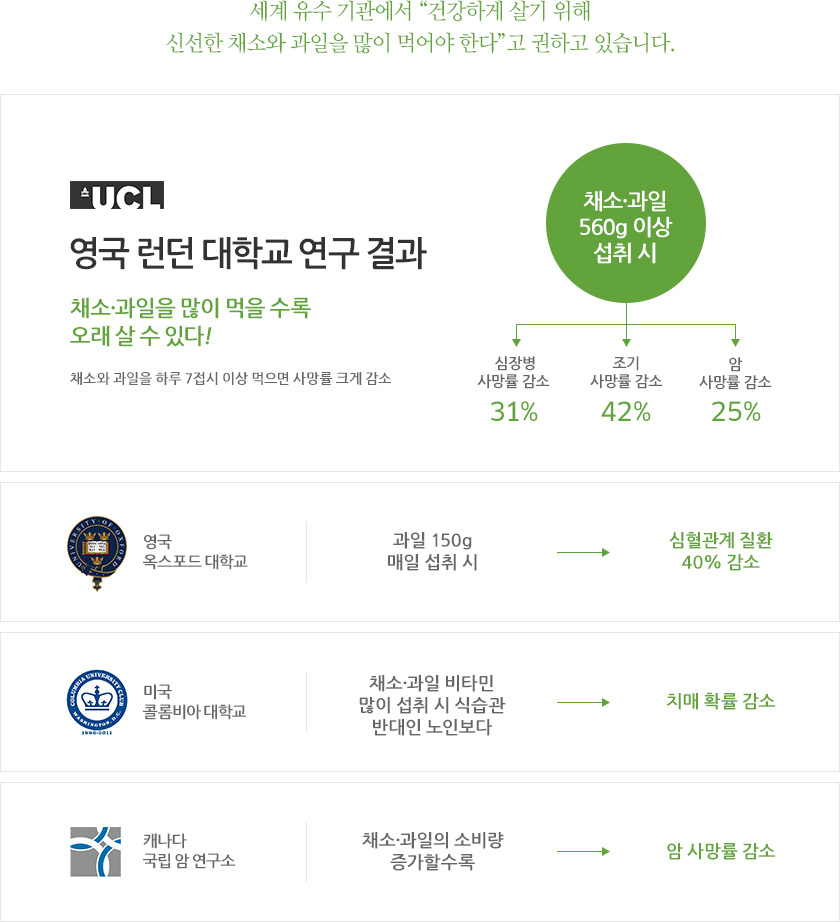 세계 유수 기관에서 “건강하게 살기 위해
신선한 채소와 과일을 많이 먹어야 한다”고 권하고 있습니다.
UCL
영국 런던 대학교 연구 결과
채소·과일을 많이 먹을 수록
오래 살 수 있다!
채소와 과일을 하루 7접시 이상 먹으면 사망률 크게 감소
채소·과일
560g 이상
섭취 시
심장병
사망률 감소
31%
조기
사망률 감소
42%
암
사망률 감소
25%
UNIVERSITY·OF·OXFORD
영국
옥스포드 대학교
과일 150g
매일 섭취 시
심혈관계 질환
40% 감소
COLUMBIA UNIVERSITY CLUB
WASHINGTON, D.C.
1886·2011
미국
콜롬비아 대학교
채소·과일 비타민
많이 섭취 시 식습관
반대인 노인보다
치매 확률 감소
캐나다
국립 암 연구소
채소·과일의 소비량
증가할수록
암 사망률 감소